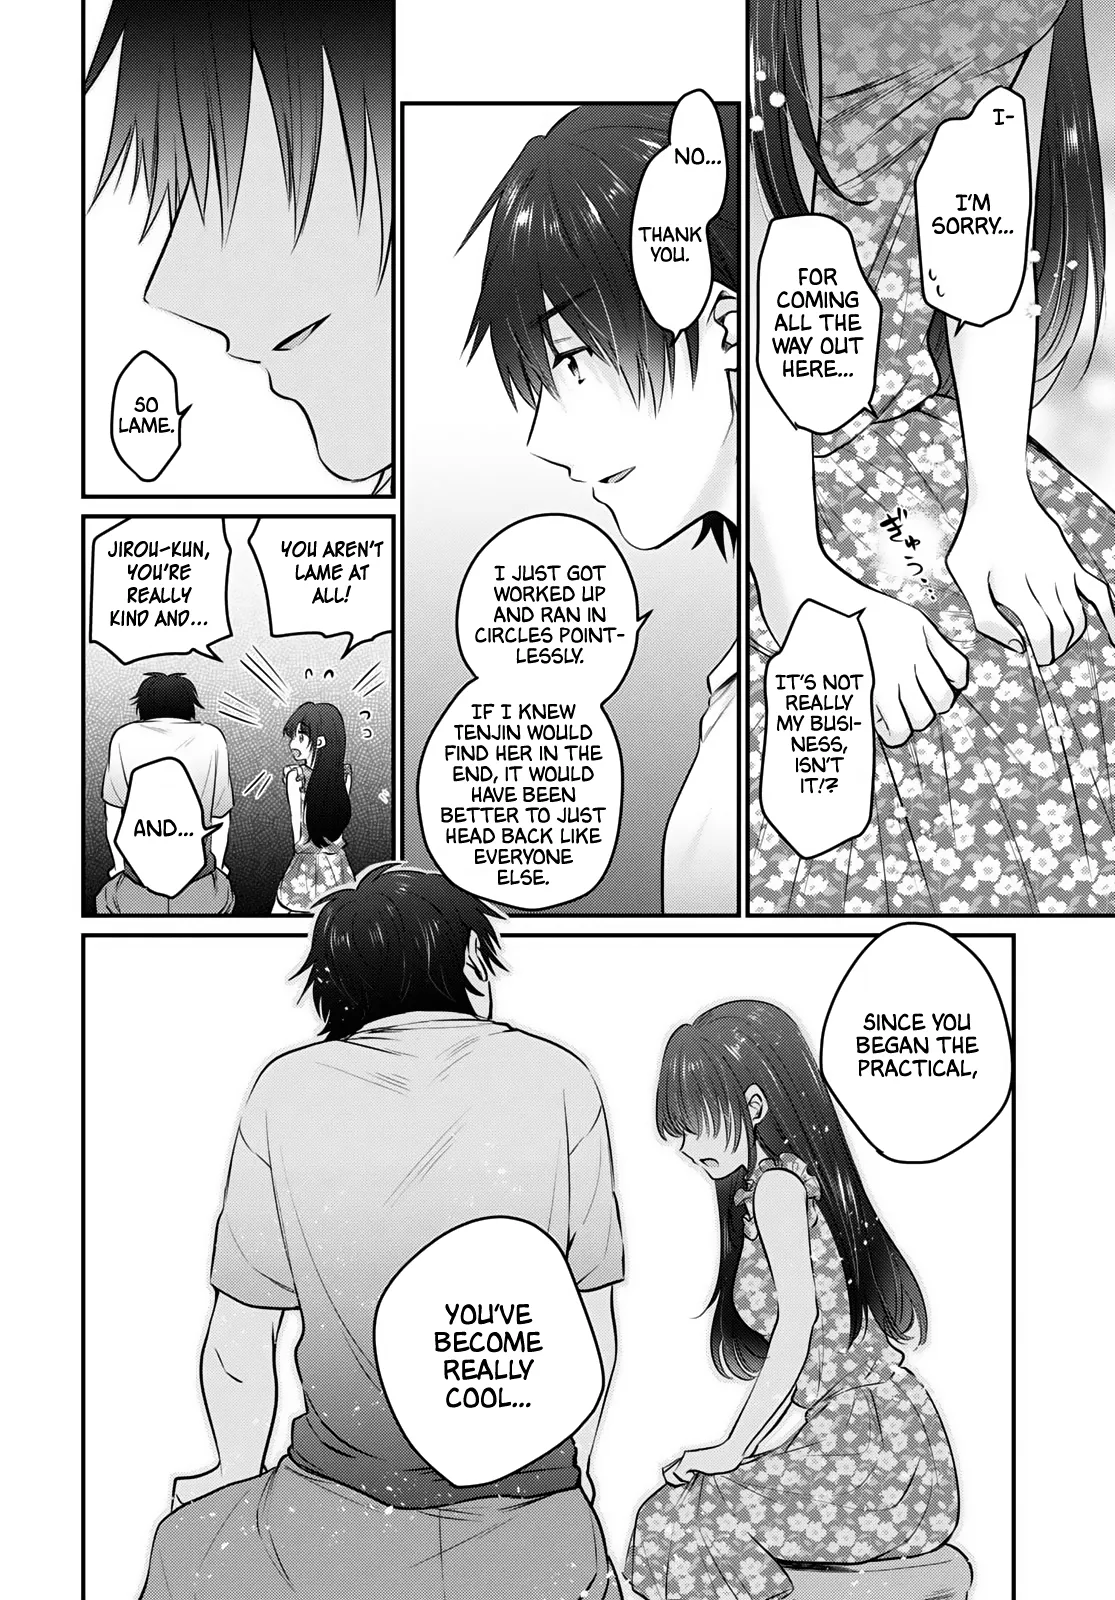 I-
I'M
SORRY...
FOR
COMING
ALL THE
WAY OUT
HERE...
ぎゅっ
IT'S NOT
REALLY
MY BUSI-
NESS,
ISN'T
IT!?
NO...
THANK
YOU.
I JUST GOT
WORKED UP
AND RAN IN
CIRCLES POINT-
LESSLY.
IF I KNEW
TENJIN WOULD
FIND HER IN THE
END, IT WOULD
HAVE BEEN
BETTER TO JUST
HEAD BACK LIKE
EVERYONE
ELSE.
SO
LAME.
YOU AREN'T
LAME AT
ALL!
JIROU-KUN,
YOU'RE
REALLY
KIND AND...
AND...
SINCE YOU
BEGAN THE
PRACTICAL,
YOU'VE
BECOME
REALLY
COOL...